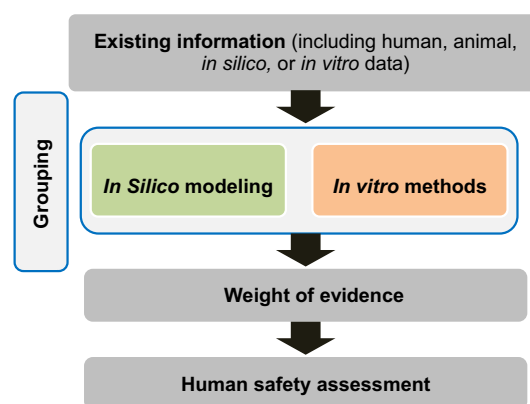 Existing information (including human, animal,
in silico, or in vitro data)
Grouping
In Silico modeling
In vitro methods
Weight of evidence
Human safety assessment